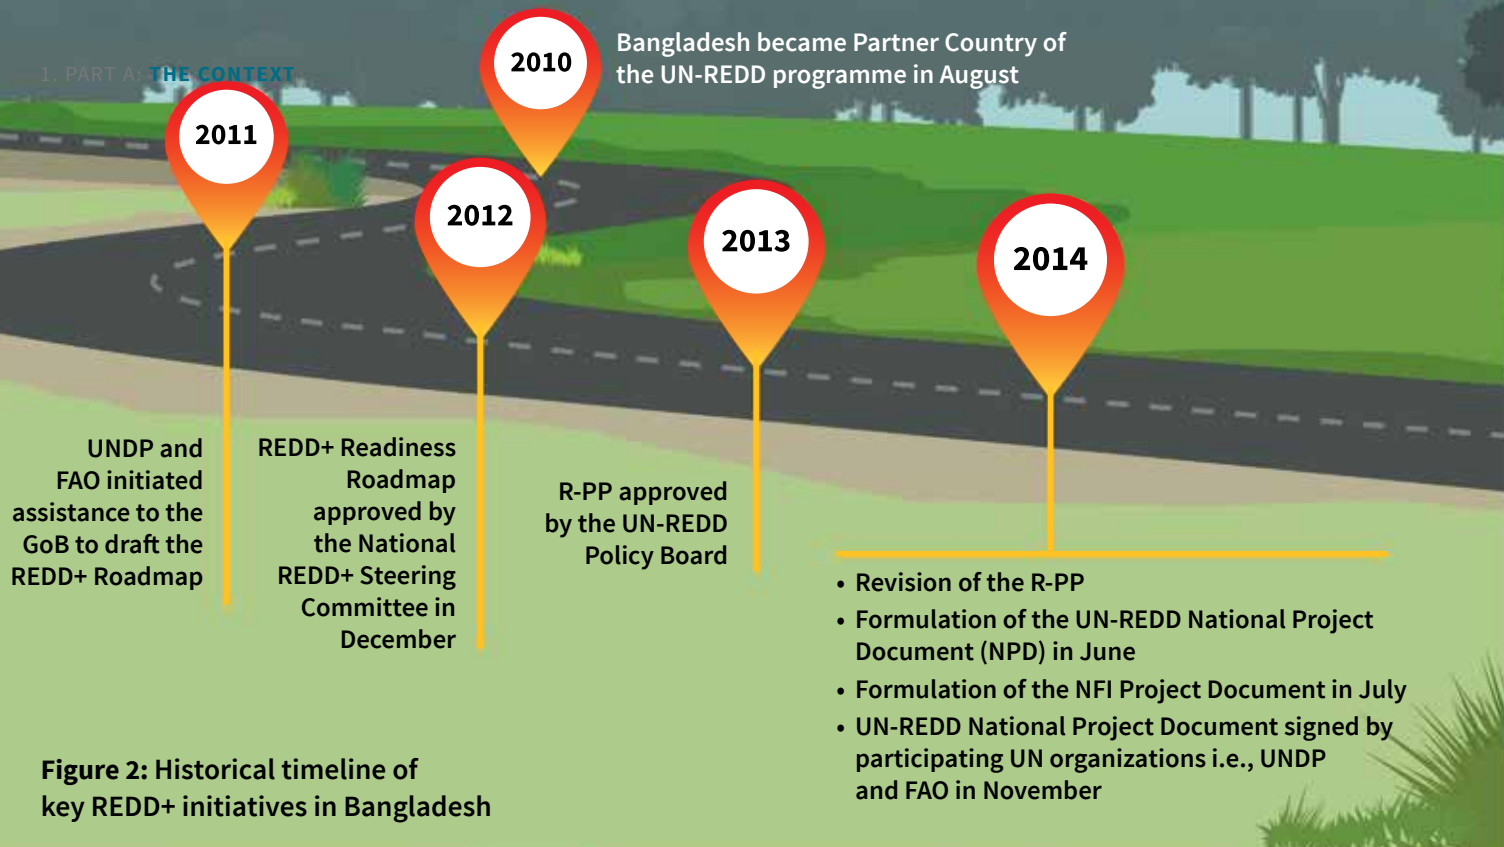 1. PART A: THE CONTEXT
2010
Bangladesh became Partner Country of
the UN-REDD programme in August
2011
UNDP and
FAO initiated
assistance to the
GoB to draft the
REDD+ Roadmap
2012
REDD+ Readiness
Roadmap
approved by
the National
REDD+ Steering
Committee in
December
2013
R-PP approved
by the UN-REDD
Policy Board
2014
• Revision of the R-PP
• Formulation of the UN-REDD National Project
Document (NPD) in June
• Formulation of the NFI Project Document in July
• UN-REDD National Project Document signed by
participating UN organizations i.e., UNDP
and FAO in November
Figure 2: Historical timeline of
key REDD+ initiatives in Bangladesh